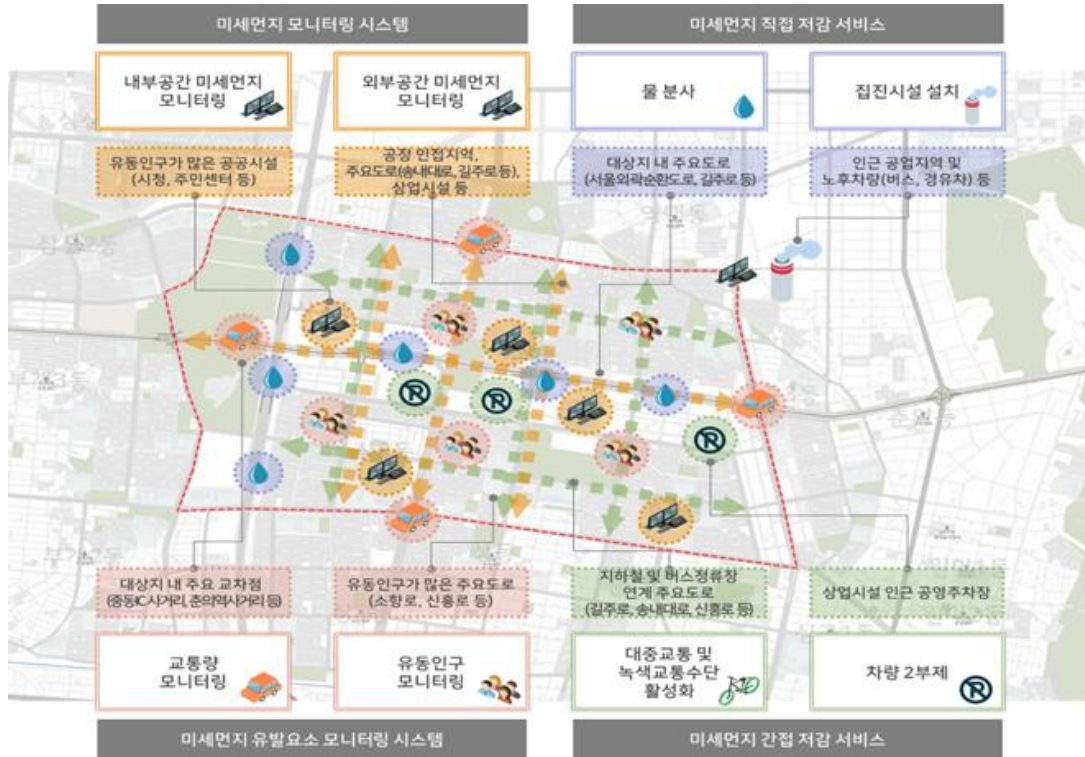 미세먼지 모니터링 시스템
미세먼지 직접 저감 서비스
내부공간 미세먼지
모니터링
외부공간 미세먼지
모니터링
물 분사
집진시설 설치
유동인구가 많은 공공시설
(시청, 주민센터 등)
공장 인접지역,
주요도로(송내대로, 길주로 등),
상업시설 등
대상지 내 주요도로
(서울외곽순환도로, 길주로 등)
인근 공업지역 및
노후차량(버스, 경유차) 등
대상지 내 주요 교차점
(중동IC사거리, 춘의역사거리 등)
유동인구가 많은 주요도로
(소향로, 신흥로 등)
지하철 및 버스정류장
연계 주요도로
(길주로, 송내대로, 신흥로 등)
상업시설 인근 공영주차장
교통량
모니터링
유동인구
모니터링
대중교통 및
녹색교통수단
활성화
차량 2부제
미세먼지 유발요소 모니터링 시스템
미세먼지 간접 저감 서비스